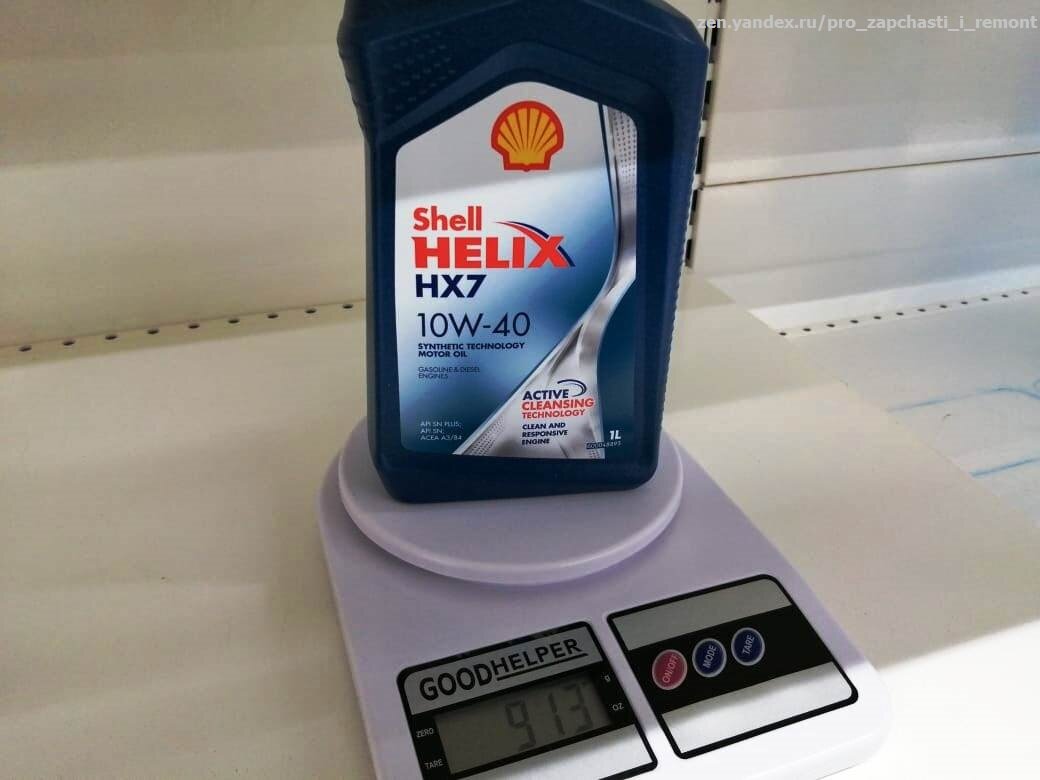 zen.yandex.ru/pro_zapchasti_i_remont
Shell
HELIX
HX7
10W-40
SYNTHETIC TECHNOLOGY
MOTOR OIL
GASOLINE & DIESEL
ENGINES
ACTIVE
CLEANSING
TECHNOLOGY
CLEAN AND
RESPONSIVE
ENGINE
API SN PLUS;
API SN;
ACEA A3/B4
1L
GOODHELPER
ZERO
TARE
913
g
OZ
ON/OFF
MODE
TARE